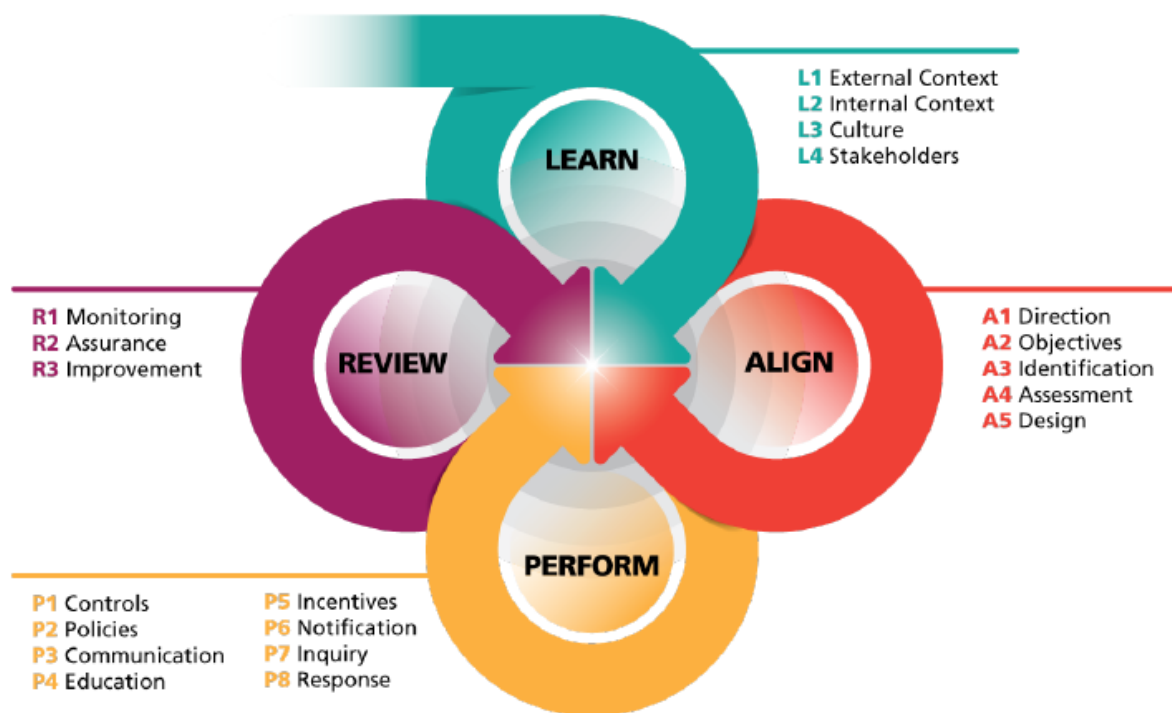 LEARN
L1 External Context
L2 Internal Context
L3 Culture
L4 Stakeholders
ALIGN
A1 Direction
A2 Objectives
A3 Identification
A4 Assessment
A5 Design
PERFORM
P1 Controls
P2 Policies
P3 Communication
P4 Education
P5 Incentives
P6 Notification
P7 Inquiry
P8 Response
REVIEW
R1 Monitoring
R2 Assurance
R3 Improvement